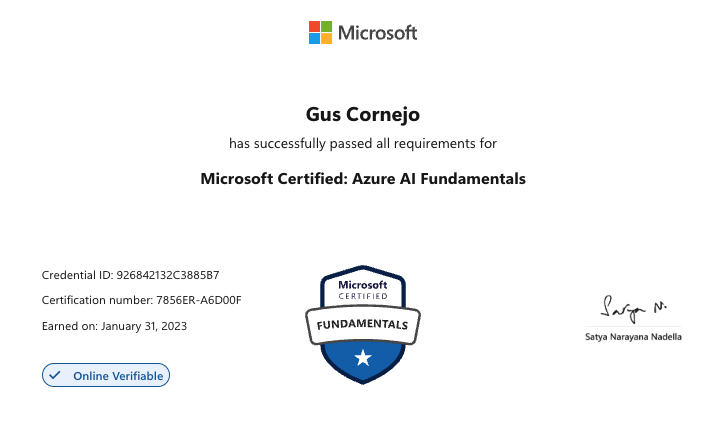 Microsoft
Gus Cornejo
has successfully passed all requirements for
Microsoft Certified: Azure AI Fundamentals
Credential ID: 926842132C3885B7
Certification number: 7856ER-A6D00F
Earned on: January 31, 2023
Online Verifiable
Microsoft
CERTIFIED
FUNDAMENTALS
Satya N.
Satya Narayana Nadella